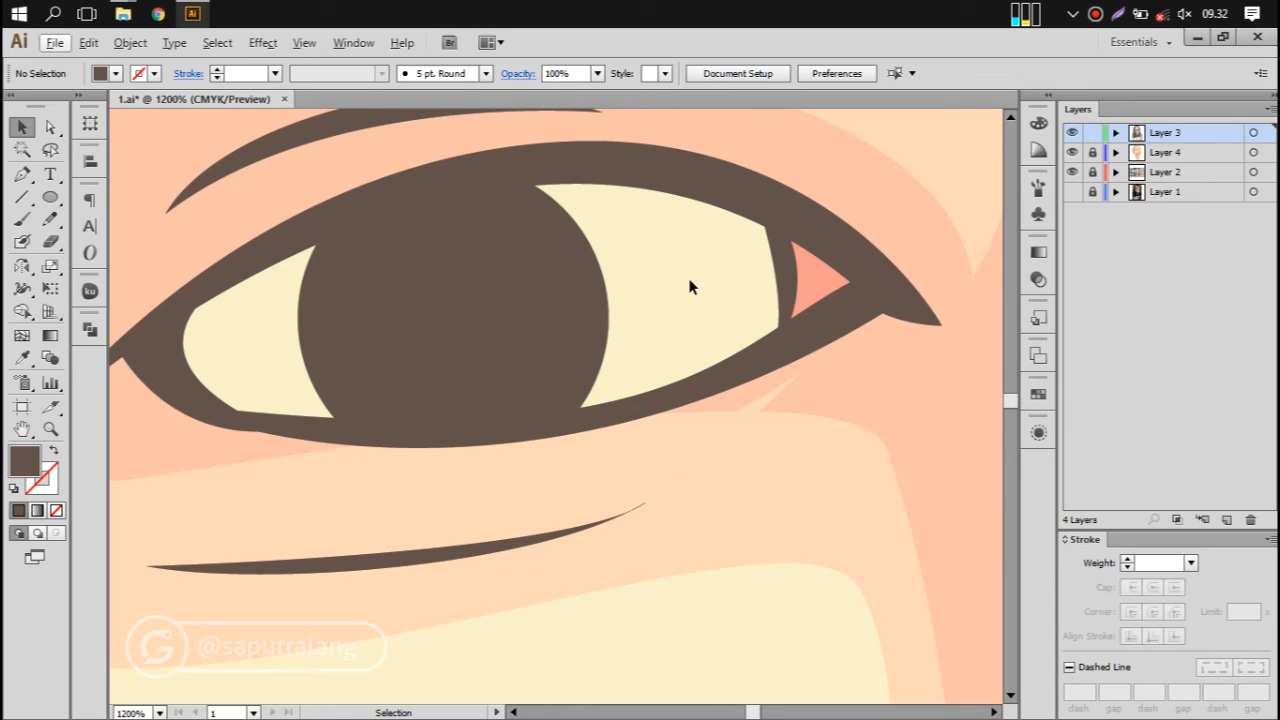 09.32
Ai File Edit Object Type Select Effect View Window Help Br Essentials
No Selection Stroke: 5 pt. Round Opacity: 100% Style: Document Setup Preferences
1.ai* @ 1200% (CMYK/Preview)
Layers
Layer 3
Layer 4
Layer 2
Layer 1
ku
4 Layers
Stroke
Weight:
Cap:
Corner: Limit:
Align Stroke:
Dashed Line
dash gap dash gap dash gap
@saputralang
1200% 1 Selection